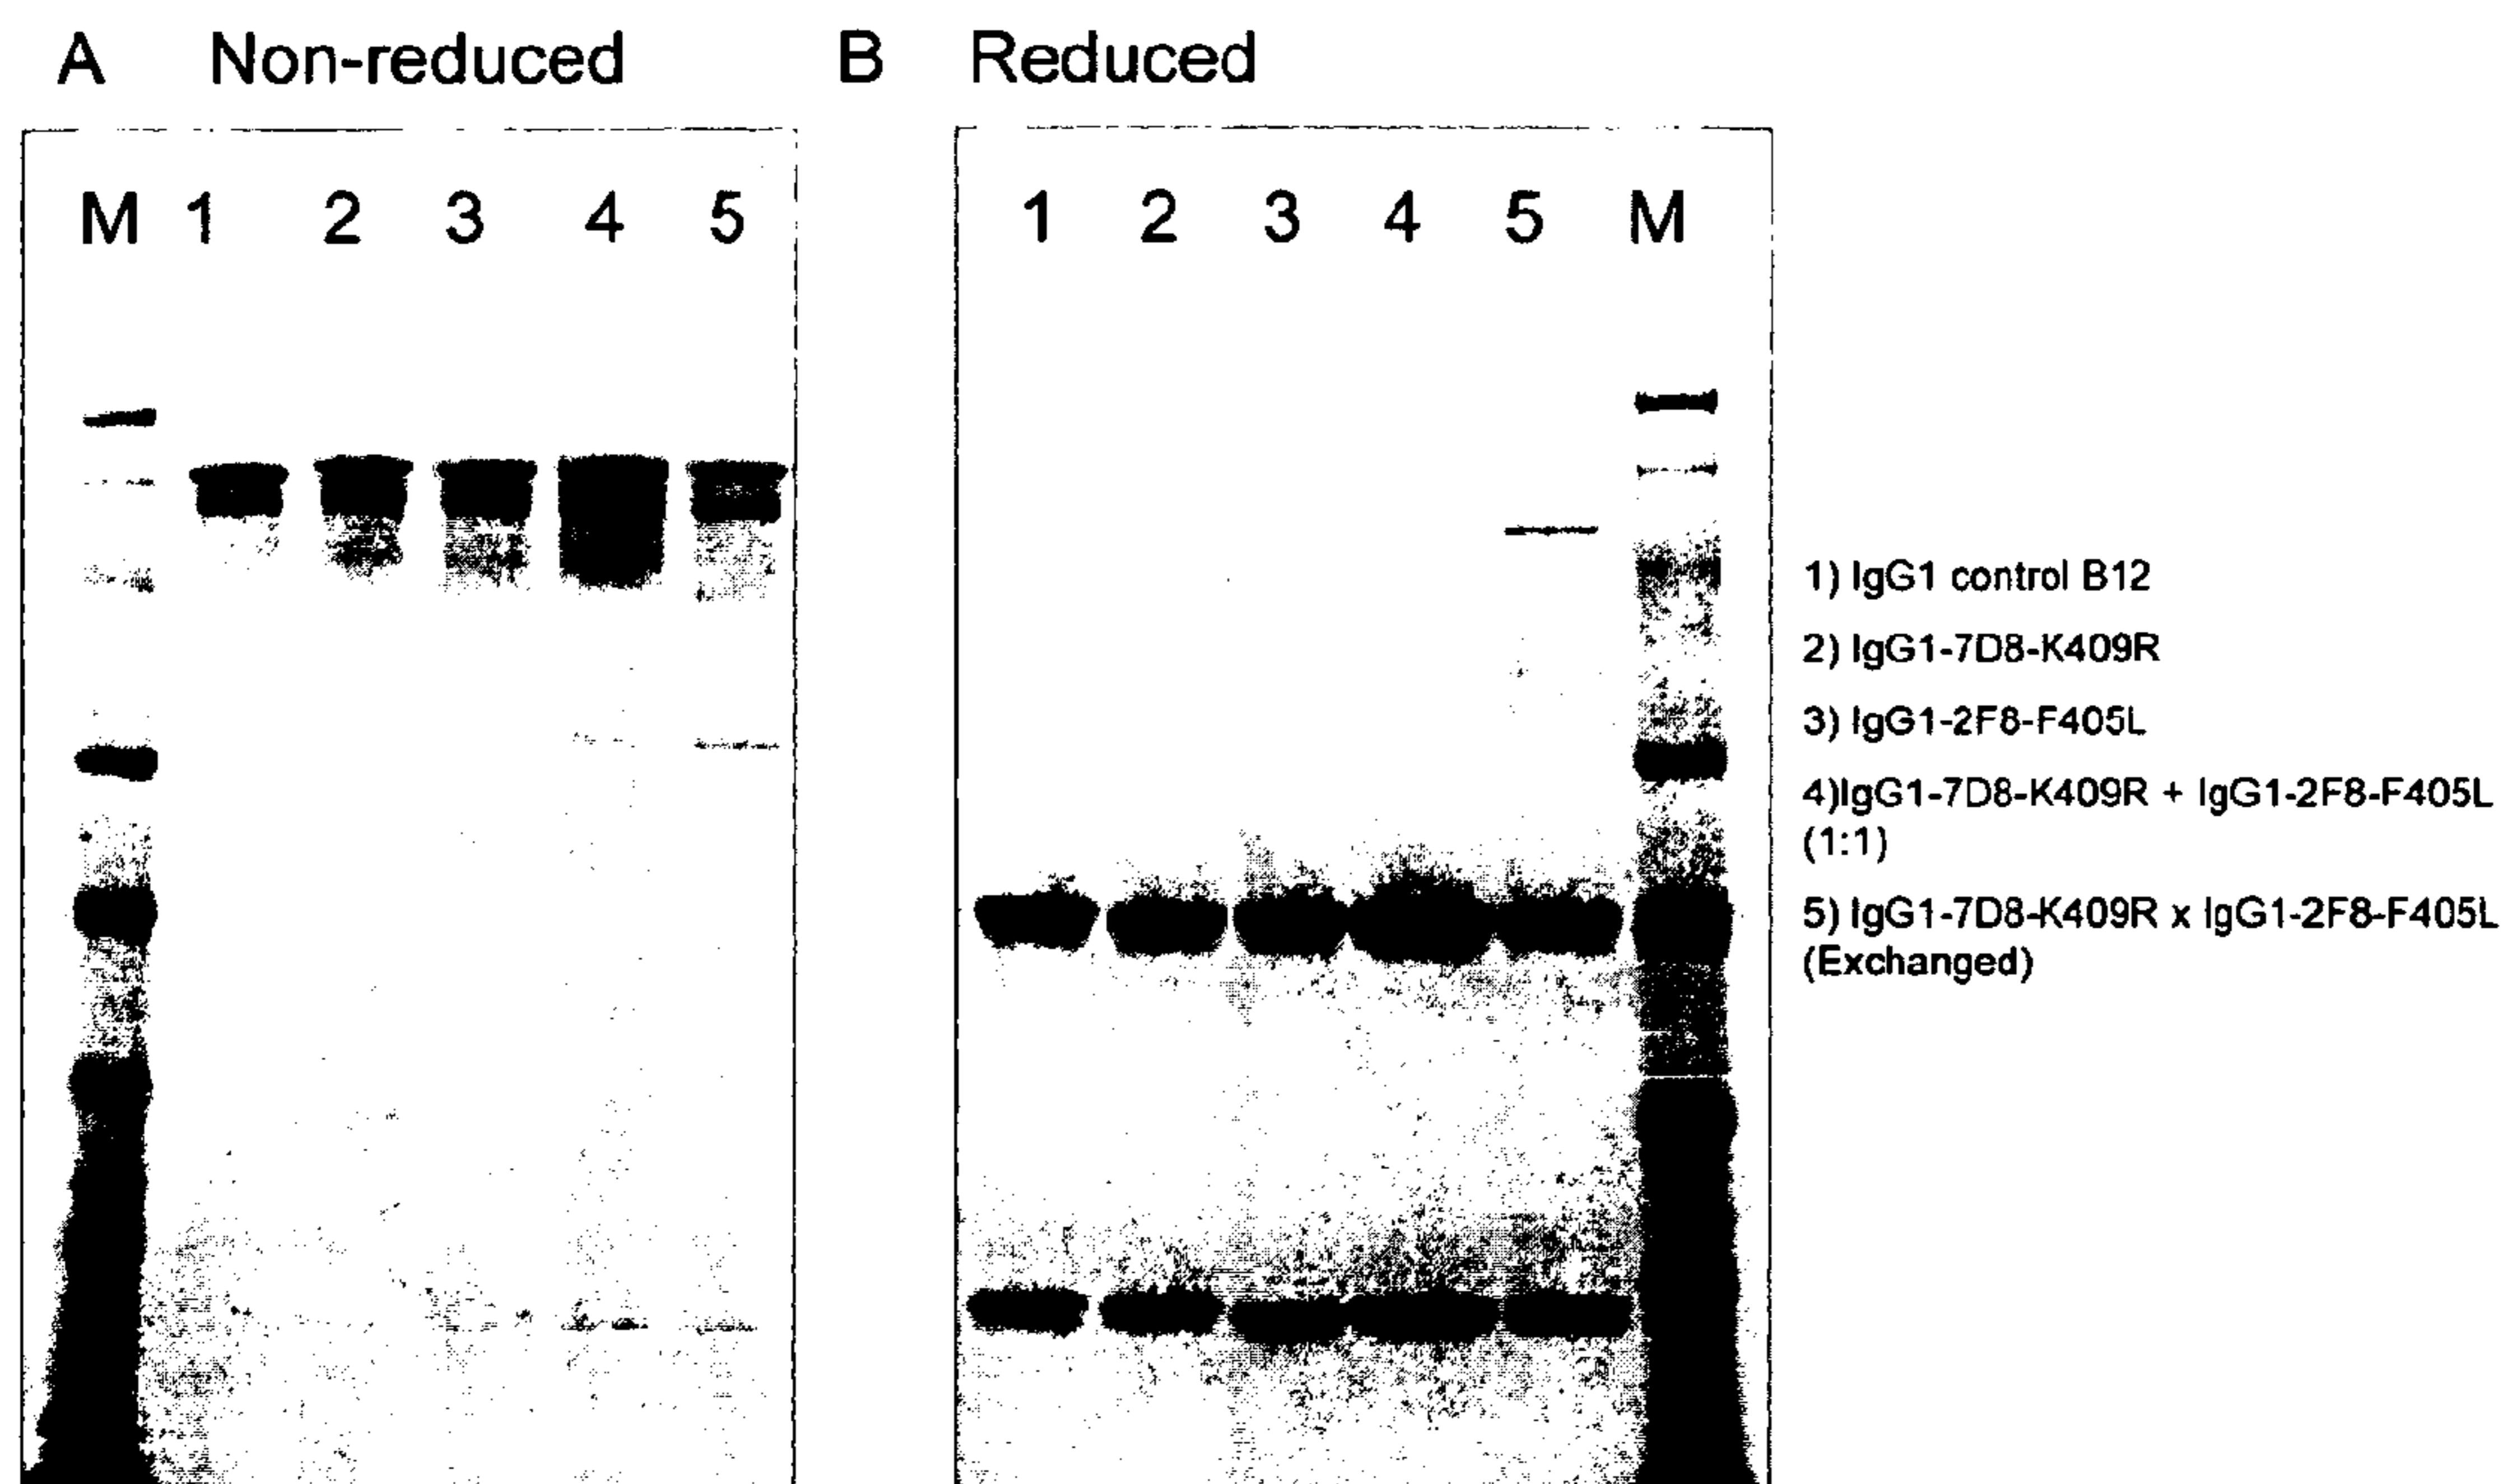 A Non-reduced
B Reduced
M 1 2 3 4 5
1 2 3 4 5 M
1) IgG1 control B12
2) IgG1-7D8-K409R
3) IgG1-2F8-F405L
4)IgG1-7D8-K409R + IgG1-2F8-F405L
(1:1)
5) IgG1-7D8-K409R x IgG1-2F8-F405L
(Exchanged)